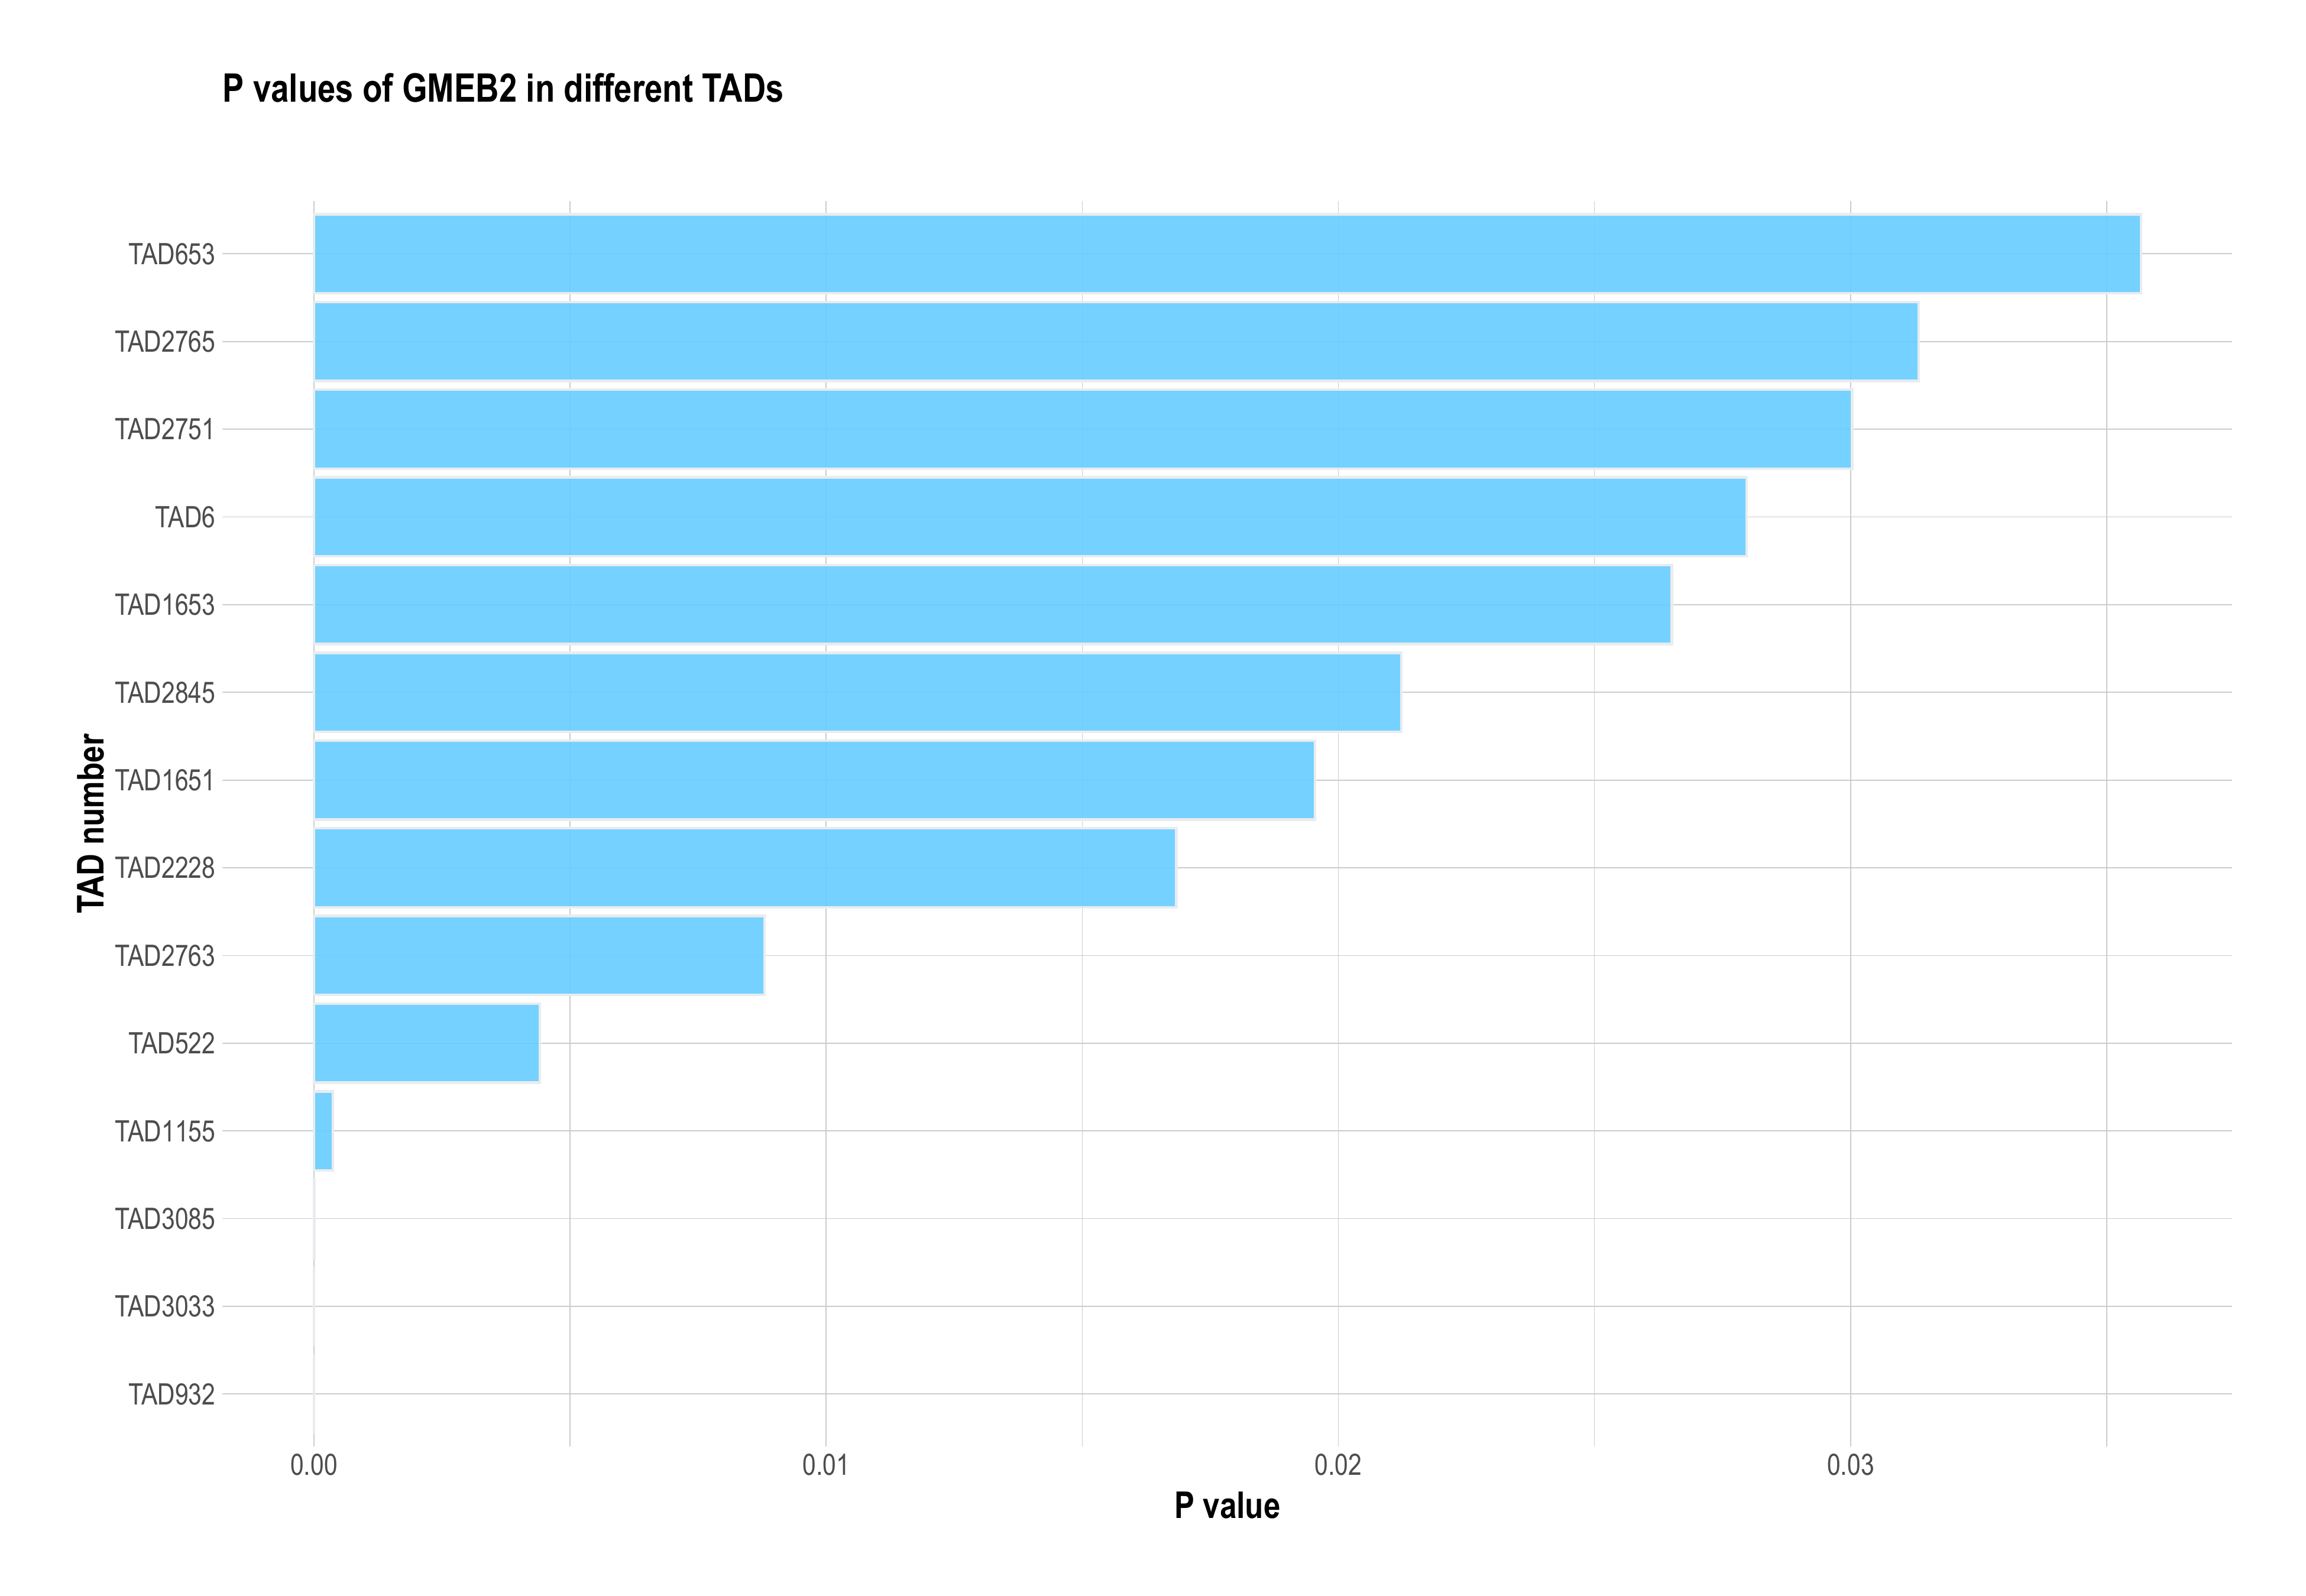 P values of GMEB2 in different TADs
TAD653
TAD2765
TAD2751
TAD6
TAD1653
TAD2845
TAD1651
TAD2228
TAD2763
TAD522
TAD1155
TAD3085
TAD3033
TAD932
TAD number
0.00
0.01
0.02
0.03
P value